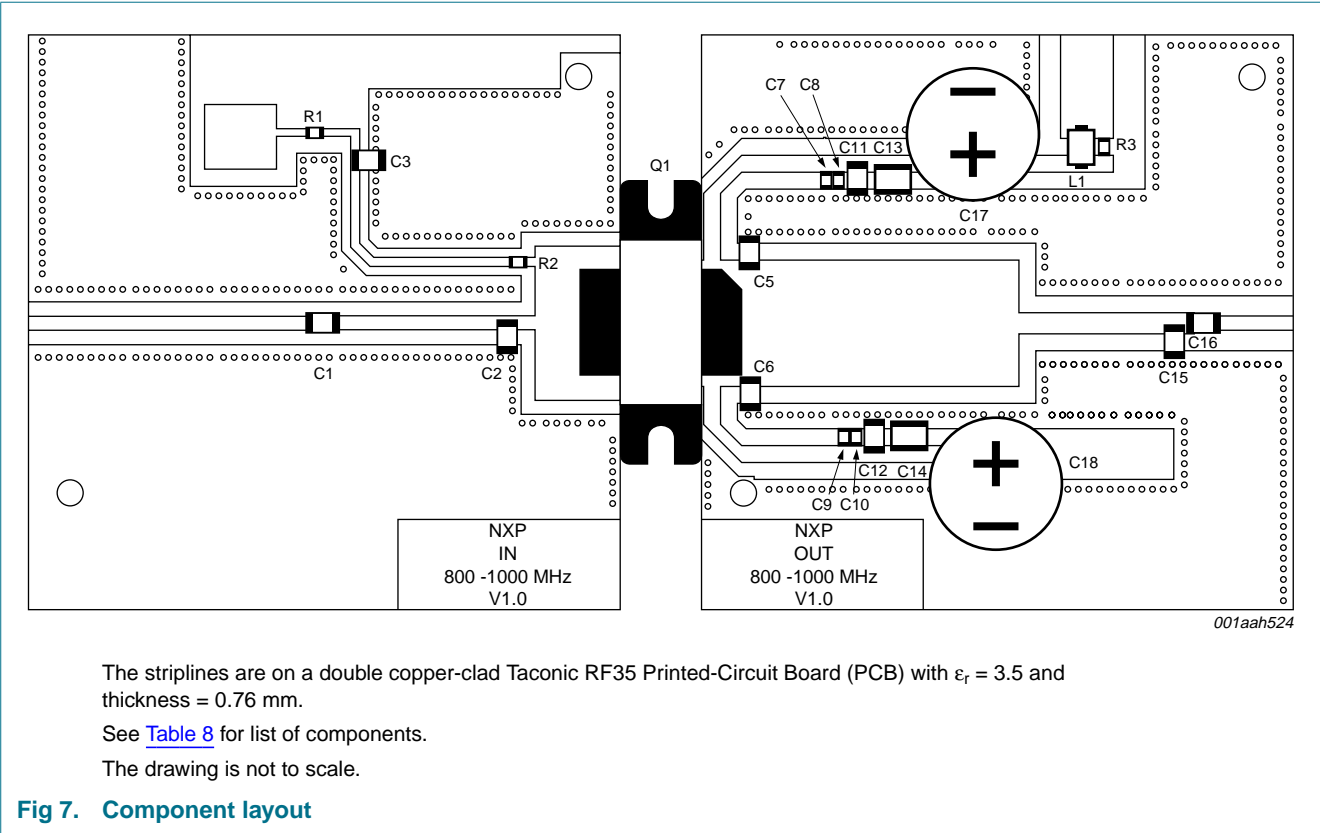 R1
C3
R2
C1
C2
Q1
C7 C8
C11 C13
C17
L1
R3
C5
C6
C16
C15
C12 C14
C9 C10
C18
NXP
IN
800 -1000 MHz
V1.0
NXP
OUT
800 -1000 MHz
V1.0
001aah524
The striplines are on a double copper-clad Taconic RF35 Printed-Circuit Board (PCB) with εr = 3.5 and
thickness = 0.76 mm.
See Table 8 for list of components.
The drawing is not to scale.
Fig 7. Component layout